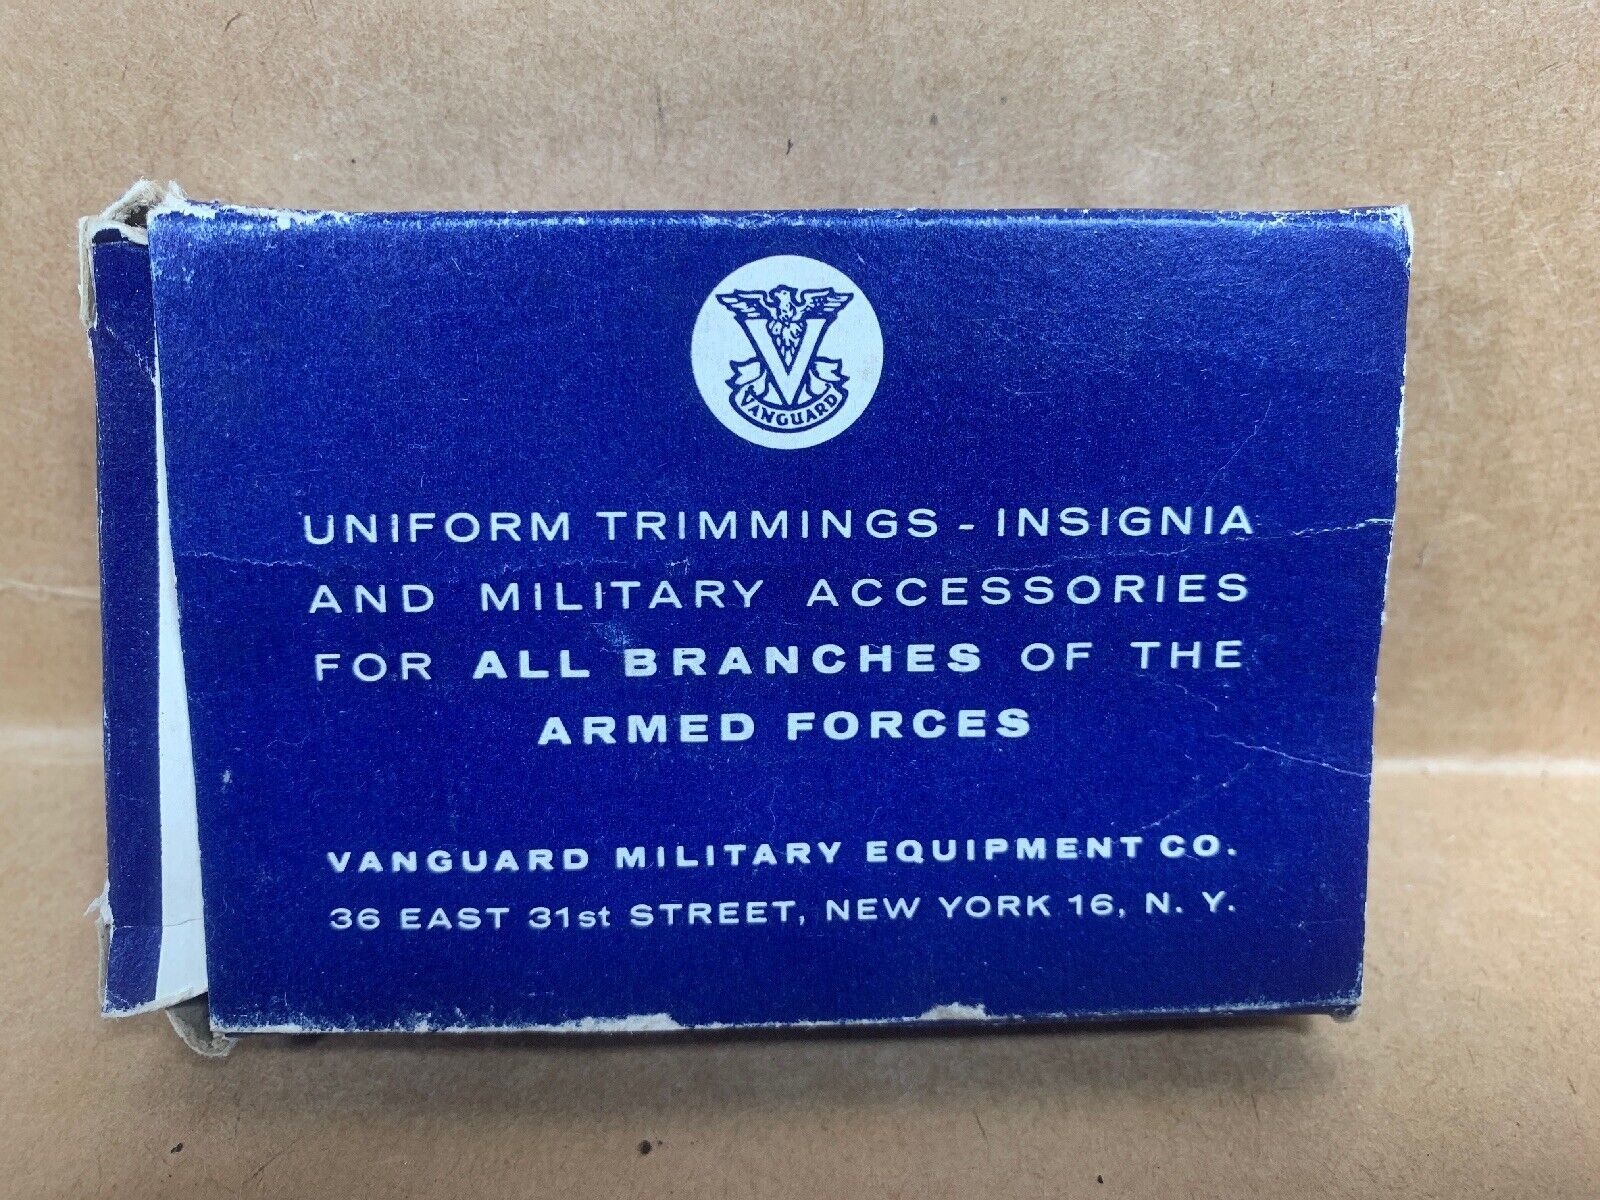 V
VANGUARD
UNIFORM TRIMMINGS - INSIGNIA
AND MILITARY ACCESSORIES
FOR ALL BRANCHES OF THE
ARMED FORCES
VANGUARD MILITARY EQUIPMENT CO.
36 EAST 31st STREET, NEW YORK 16, N. Y.